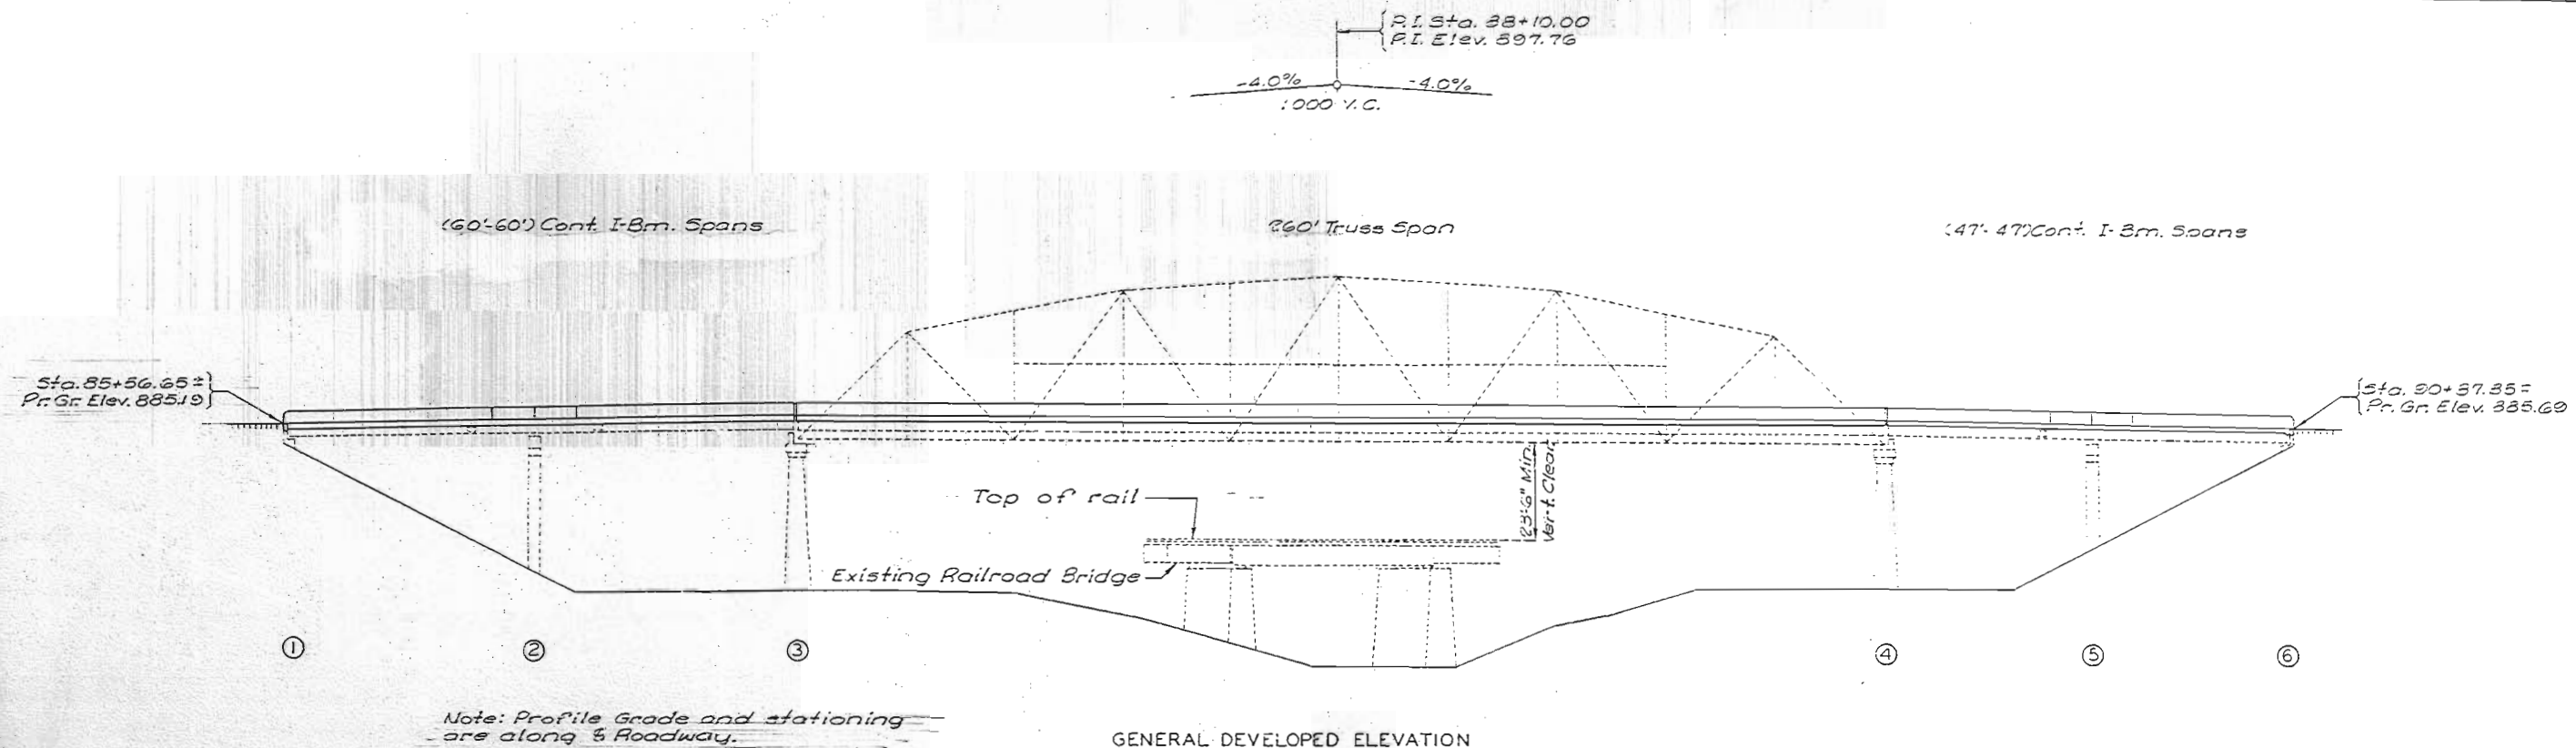 P.I. Sta. 88+10.00
P.I. Elev. 897.76
-4.0%
-4.0%
1000 V.C.
(60'-60') Cont. I-Bm. Spans
260' Truss Span
(47'-47') Cont. I-Bm. Spans
Sta. 85+56.65=
Pr. Gr. Elev. 885.19
Sta. 90+37.35=
Pr. Gr. Elev. 885.69
23'-6" Min.
Vert. Clear.
Top of rail
Existing Railroad Bridge
1
2
3
4
5
6
Note: Profile Grade and stationing
are along ℄ Roadway.
GENERAL DEVELOPED ELEVATION